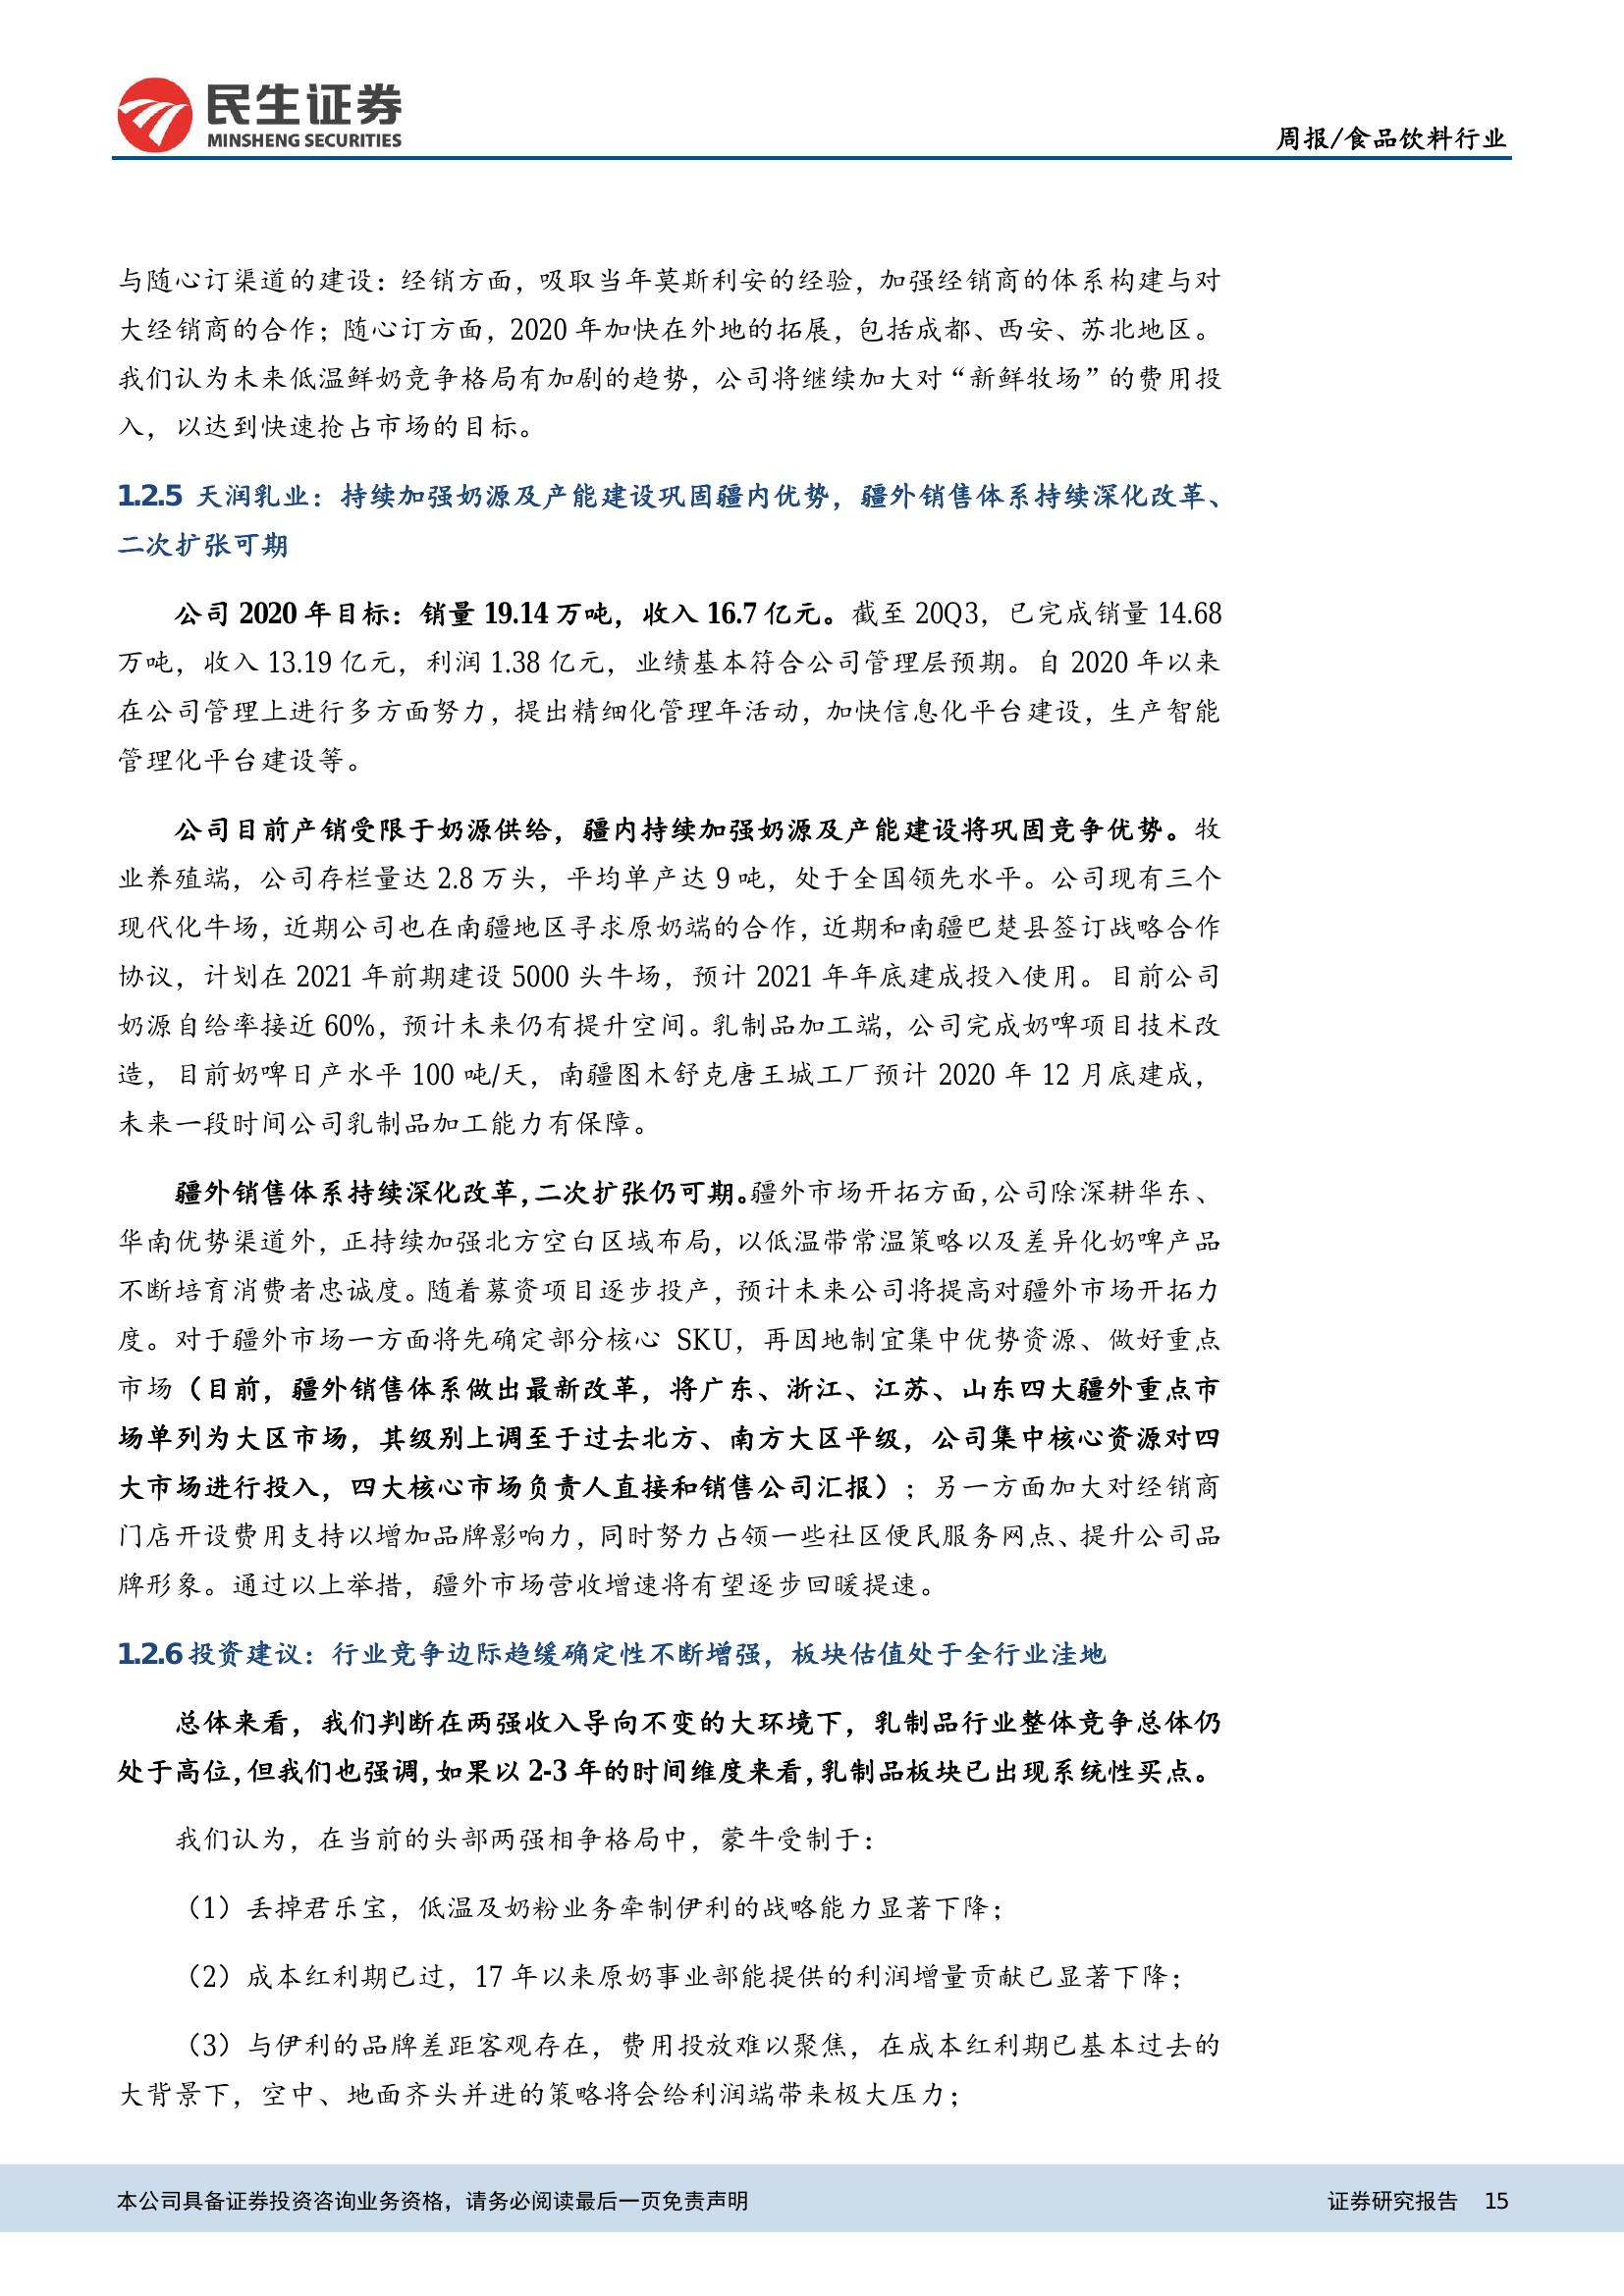 民生证券
MINSHENG SECURITIES
周报/食品饮料行业
与随心订渠道的建设：经销方面，吸取当年莫斯利安的经验，加强经销商的体系构建与对
大经销商的合作；随心订方面，2020 年加快在外地的拓展，包括成都、西安、苏北地区。
我们认为未来低温鲜奶竞争格局有加剧的趋势，公司将继续加大对“新鲜牧场”的费用投
入，以达到快速抢占市场的目标。
1.2.5 天润乳业：持续加强奶源及产能建设巩固疆内优势，疆外销售体系持续深化改革、
二次扩张可期
公司 2020 年目标：销量 19.14 万吨，收入 16.7 亿元。截至 20Q3，已完成销量 14.68
万吨，收入 13.19 亿元，利润 1.38 亿元，业绩基本符合公司管理层预期。自 2020 年以来
在公司管理上进行多方面努力，提出精细化管理年活动，加快信息化平台建设，生产智能
管理化平台建设等。
公司目前产销受限于奶源供给，疆内持续加强奶源及产能建设将巩固竞争优势。牧
业养殖端，公司存栏量达 2.8 万头，平均单产达 9 吨，处于全国领先水平。公司现有三个
现代化牛场，近期公司也在南疆地区寻求原奶端的合作，近期和南疆巴楚县签订战略合作
协议，计划在 2021 年前期建设 5000 头牛场，预计 2021 年年底建成投入使用。目前公司
奶源自给率接近 60%，预计未来仍有提升空间。乳制品加工端，公司完成奶啤项目技术改
造，目前奶啤日产水平 100 吨/天，南疆图木舒克唐王城工厂预计 2020 年 12 月底建成，
未来一段时间公司乳制品加工能力有保障。
疆外销售体系持续深化改革，二次扩张仍可期。疆外市场开拓方面，公司除深耕华东、
华南优势渠道外，正持续加强北方空白区域布局，以低温带常温策略以及差异化奶啤产品
不断培育消费者忠诚度。随着募资项目逐步投产，预计未来公司将提高对疆外市场开拓力
度。对于疆外市场一方面将先确定部分核心 SKU，再因地制宜集中优势资源、做好重点
市场（目前，疆外销售体系做出最新改革，将广东、浙江、江苏、山东四大疆外重点市
场单列为大区市场，其级别上调至于过去北方、南方大区平级，公司集中核心资源对四
大市场进行投入，四大核心市场负责人直接和销售公司汇报）；另一方面加大对经销商
门店开设费用支持以增加品牌影响力，同时努力占领一些社区便民服务网点、提升公司品
牌形象。通过以上举措，疆外市场营收增速将有望逐步回暖提速。
1.2.6 投资建议：行业竞争边际趋缓确定性不断增强，板块估值处于全行业洼地
总体来看，我们判断在两强收入导向不变的大环境下，乳制品行业整体竞争总体仍
处于高位，但我们也强调，如果以 2-3 年的时间维度来看，乳制品板块已出现系统性买点。
我们认为，在当前的头部两强相争格局中，蒙牛受制于：
（1）丢掉君乐宝，低温及奶粉业务牵制伊利的战略能力显著下降；
（2）成本红利期已过，17 年以来原奶事业部能提供的利润增量贡献已显著下降；
（3）与伊利的品牌差距客观存在，费用投放难以聚焦，在成本红利期已基本过去的
大背景下，空中、地面齐头并进的策略将会给利润端带来极大压力；
本公司具备证券投资咨询业务资格，请务必阅读最后一页免责声明
证券研究报告 15